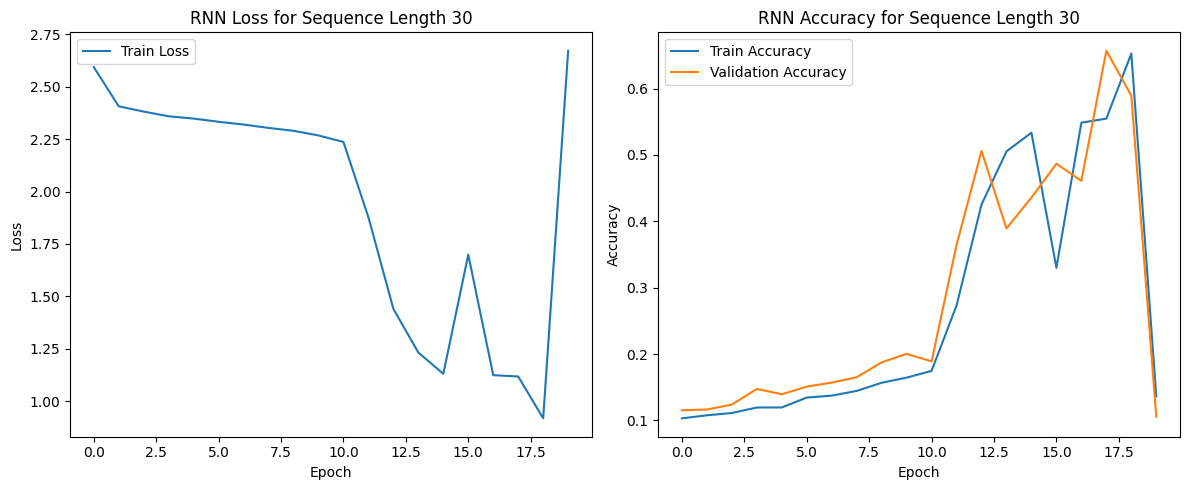 RNN Loss for Sequence Length 30
Train Loss
2.75
2.50
2.25
2.00
1.75
1.50
1.25
1.00
Loss
0.0 2.5 5.0 7.5 10.0 12.5 15.0 17.5
Epoch
RNN Accuracy for Sequence Length 30
Train Accuracy
Validation Accuracy
0.6
0.5
0.4
0.3
0.2
0.1
Accuracy
0.0 2.5 5.0 7.5 10.0 12.5 15.0 17.5
Epoch